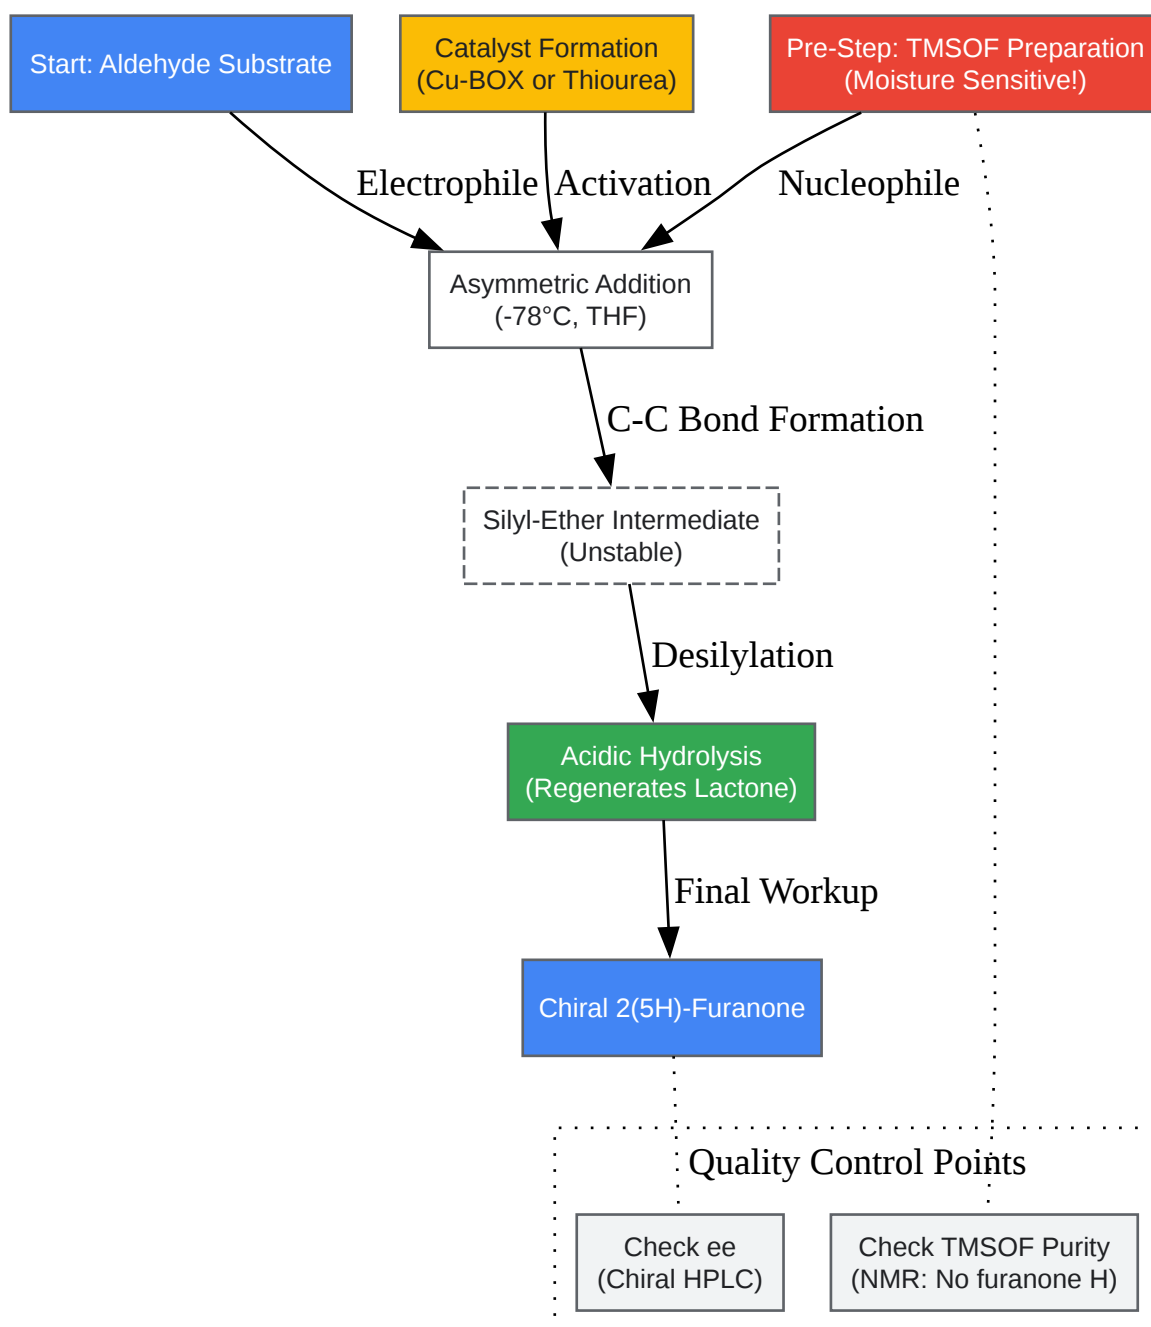 Start: Aldehyde Substrate
Catalyst Formation
(Cu-BOX or Thiourea)
Pre-Step: TMSOF Preparation
(Moisture Sensitive!)
Electrophile
Activation
Nucleophile
Asymmetric Addition
(-78°C, THF)
C-C Bond Formation
Silyl-Ether Intermediate
(Unstable)
Desilylation
Acidic Hydrolysis
(Regenerates Lactone)
Final Workup
Chiral 2(5H)-Furanone
Quality Control Points
Check ee
(Chiral HPLC)
Check TMSOF Purity
(NMR: No furanone H)